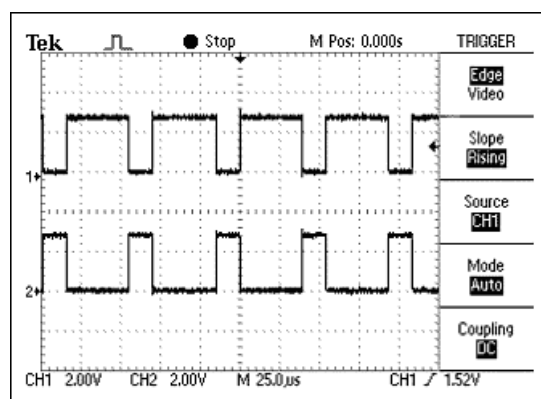 Tek Stop M Pos: 0.000s TRIGGER
Edge
Video
Slope
Rising
1
Source
CH1
Mode
Auto
2
Coupling
DC
CH1 2.00V CH2 2.00V M 25.0µs CH1 1.52V